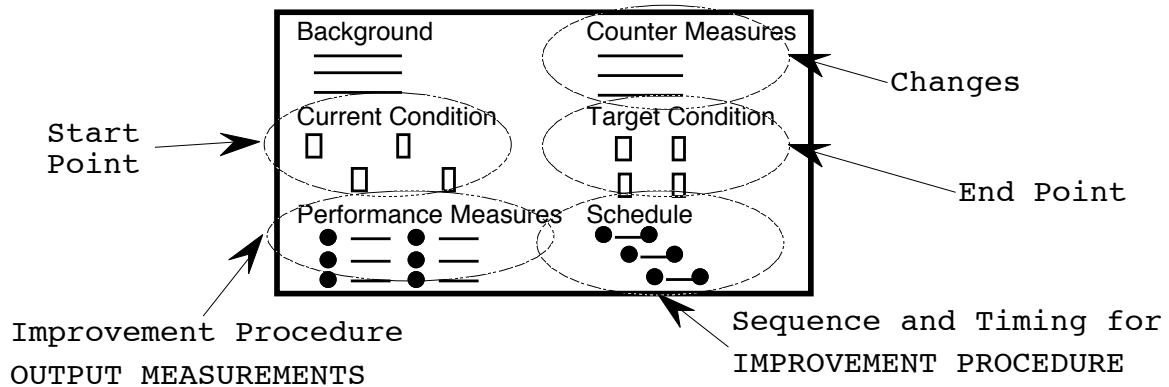 Background
Counter Measures
Changes
Current Condition
Target Condition
Start
Point
End Point
Performance Measures
Schedule
Improvement Procedure
OUTPUT MEASUREMENTS
Sequence and Timing for
IMPROVEMENT PROCEDURE